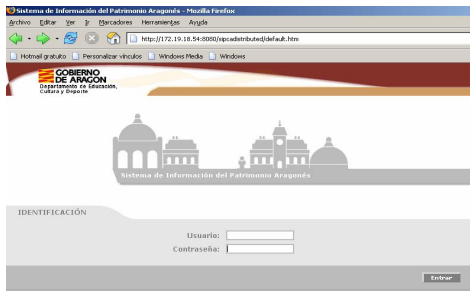 Sistema de Información del Patrimonio Aragonés - Mozilla Firefox
Archivo Editar Ver Ir Marcadores Herramientas Ayuda
http://172.19.18.54:8080/sipcadistributed/default.htm
Hotmail gratuito Personalizar vínculos Windows Media Windows
GOBIERNO
DE ARAGON
Departamento de Educación,
Cultura y Deporte
Sistema de Información del Patrimonio Aragonés
IDENTIFICACIÓN
Usuario:
Contraseña:
Entrar